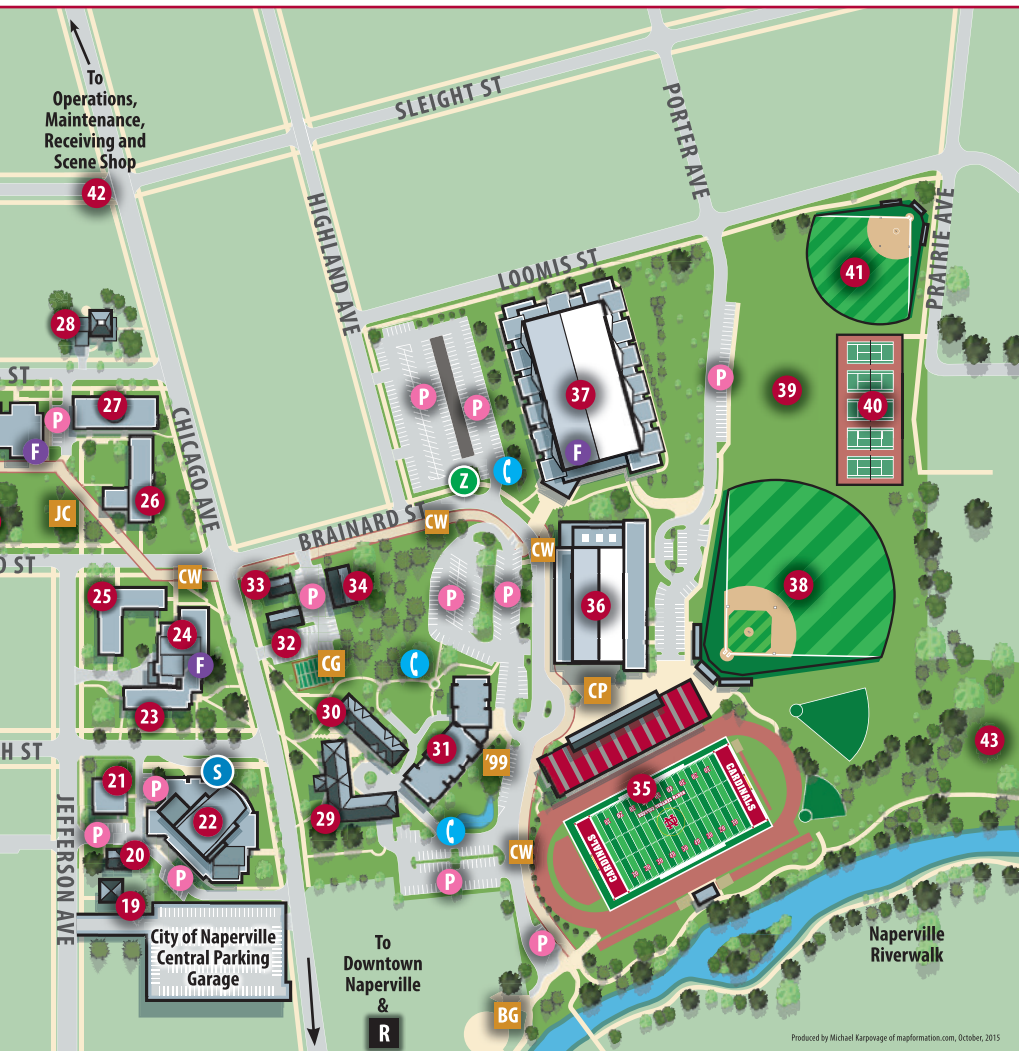 To
Operations,
Maintenance,
Receiving and
Scene Shop
42
SLEIGHT ST
PORTER AVE
HIGHLAND AVE
LOOMIS ST
PRAIRIE AVE
41
28
ST
27
P
F
CHICAGO AVE
26
JC
P
P
37
F
P
39
40
Z
BRAINARD ST
CW
CW
CW
ST
25
24
F
23
33
P
34
32
CG
P
P
36
38
CP
30
31
'99
29
H ST
JEFFERSON AVE
21
P
S
22
P
20
P
19
City of Naperville
Central Parking
Garage
35
CARDINALS
CARDINALS
43
CW
P
P
BG
To
Downtown
Naperville
&
R
Naperville
Riverwalk
Produced by Michael Karpovage of mapformation.com, October, 2015